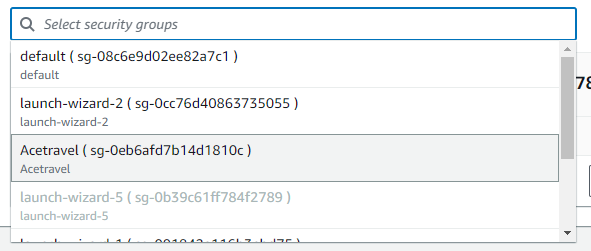 Select security groups
default ( sg-08c6e9d02ee82a7c1 )
default
launch-wizard-2 ( sg-0cc76d40863735055 )
launch-wizard-2
Acetravel ( sg-0eb6afd7b14d1810c )
Acetravel
launch-wizard-5 ( sg-0b39c61ff784f2789 )
launch-wizard-5